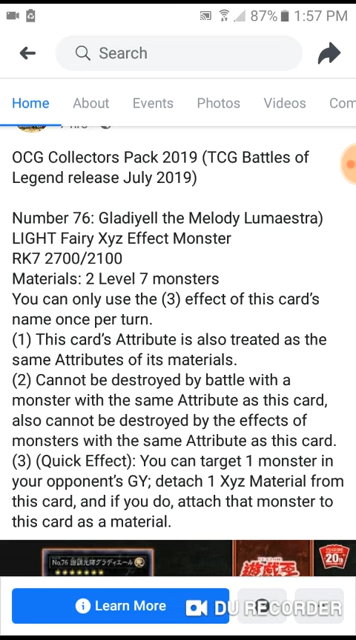 87% 1:57 PM
Search
Home About Events Photos Videos Com
OCG Collectors Pack 2019 (TCG Battles of
Legend release July 2019)
Number 76: Gladiyell the Melody Lumaestra)
LIGHT Fairy Xyz Effect Monster
RK7 2700/2100
Materials: 2 Level 7 monsters
You can only use the (3) effect of this card's
name once per turn.
(1) This card's Attribute is also treated as the
same Attributes of its materials.
(2) Cannot be destroyed by battle with a
monster with the same Attribute as this card,
also cannot be destroyed by the effects of
monsters with the same Attribute as this card.
(3) (Quick Effect): You can target 1 monster in
your opponent's GY; detach 1 Xyz Material from
this card, and if you do, attach that monster to
this card as a material.
遊戯王
20th
Learn More
DU RECORDER